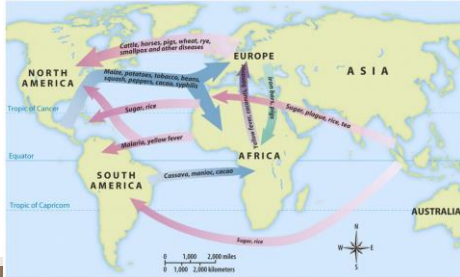 Cattle, horses, pigs, wheat, rye,
smallpox and other diseases
EUROPE
ASIA
NORTH
AMERICA
Maize, potatoes, tobacco, beans,
squash, peppers, cacao, syphilis
Iron bars, pigs
Tropic of Cancer
Sugar, rice
Sugar, plague, rice, tea
Malaria, yellow fever
Equator
AFRICA
SOUTH
AMERICA
Cassava, manioc, cacao
Tropic of Capricorn
AUSTRALIA
Sugar, rice
N
W
E
S
0 1,000 2,000 miles
0 1,000 2,000 kilometers